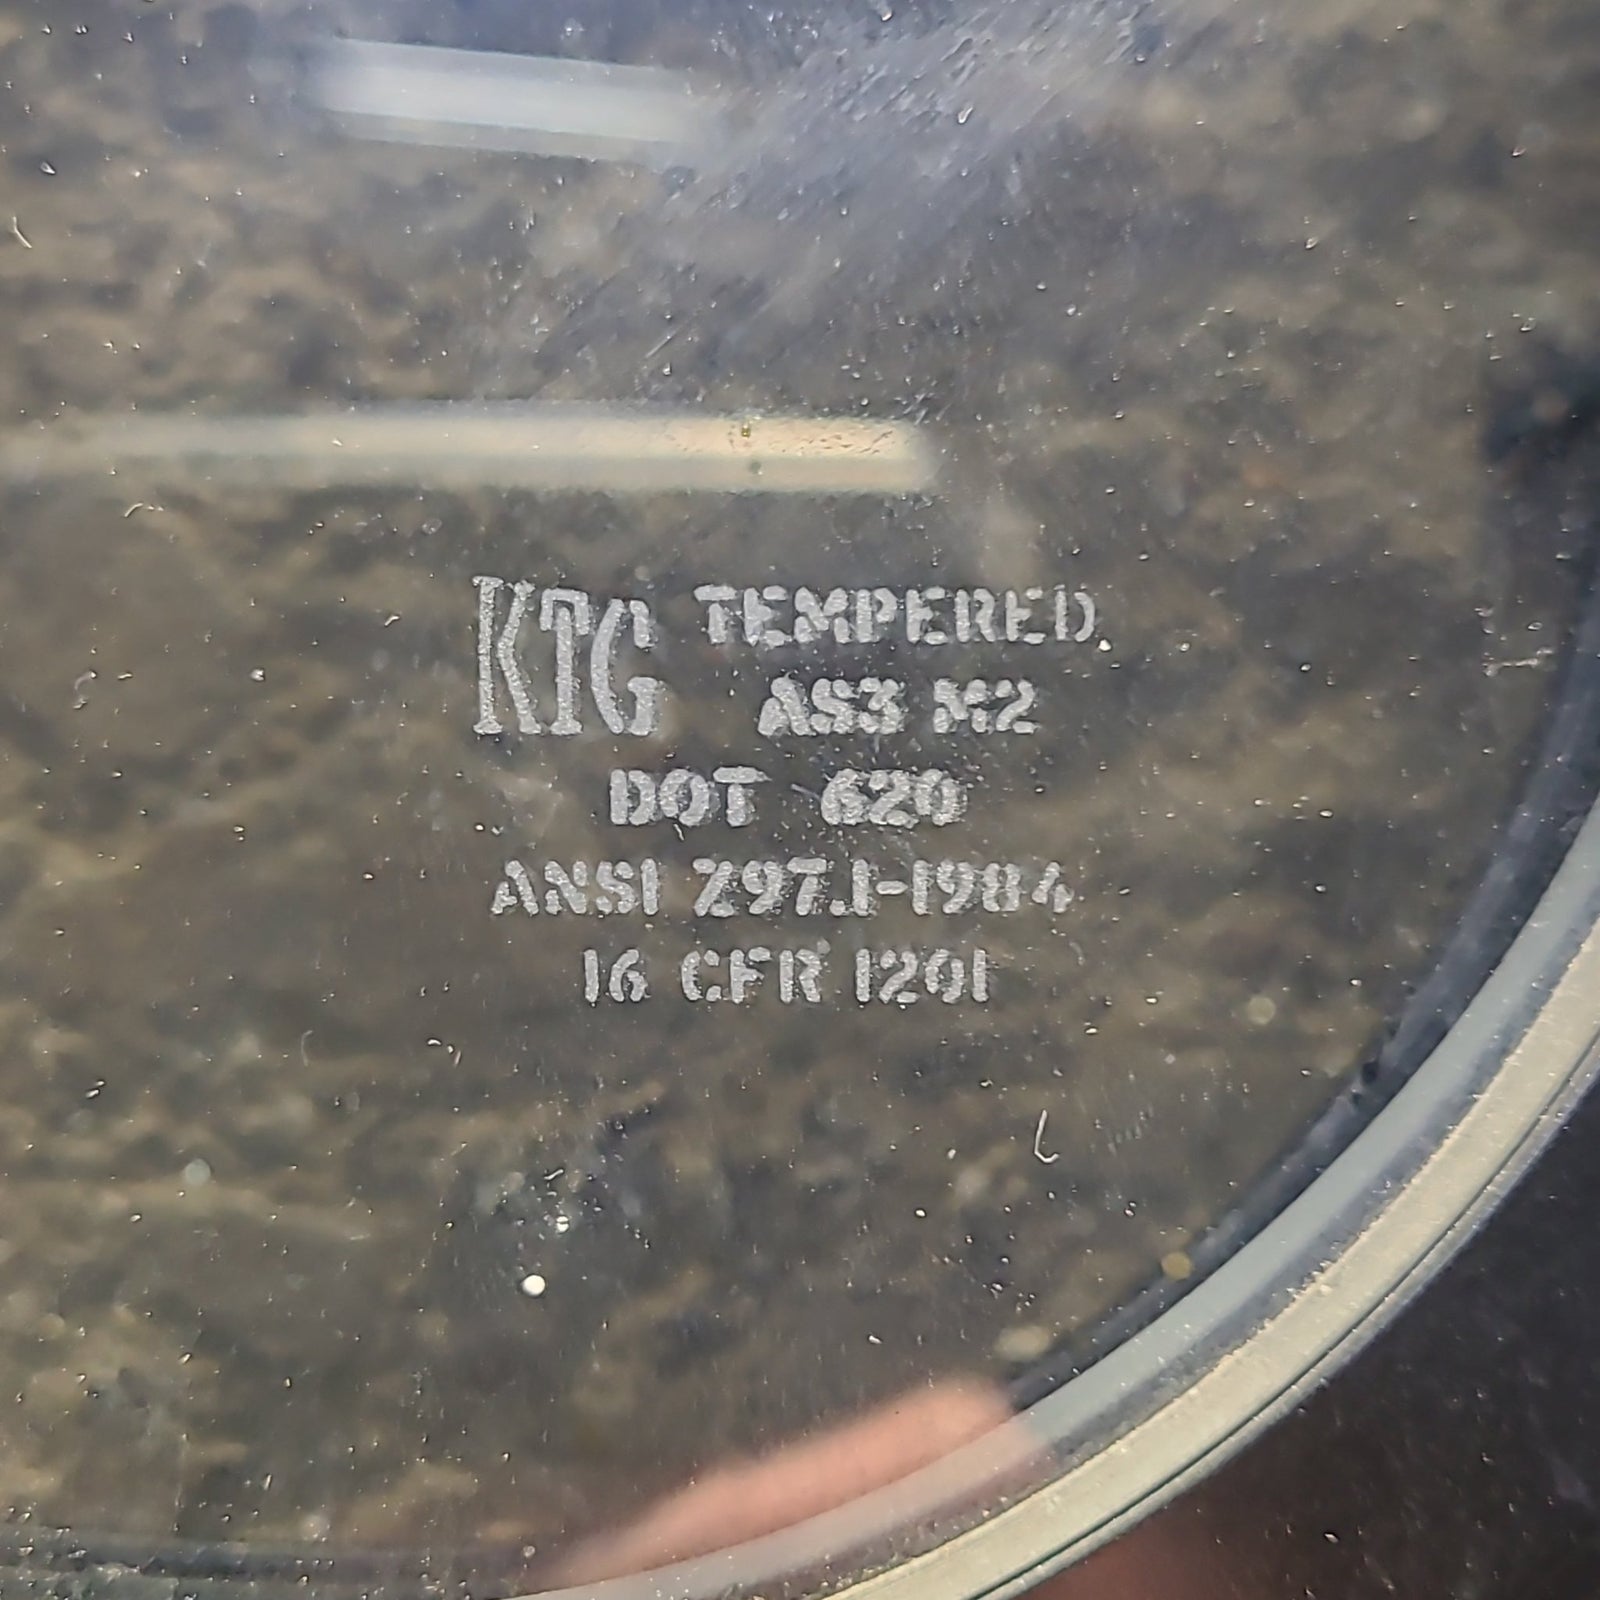 KTG TEMPERED
AS3 M2
DOT 620
ANSI Z97.1-1984
16 CFR 1201